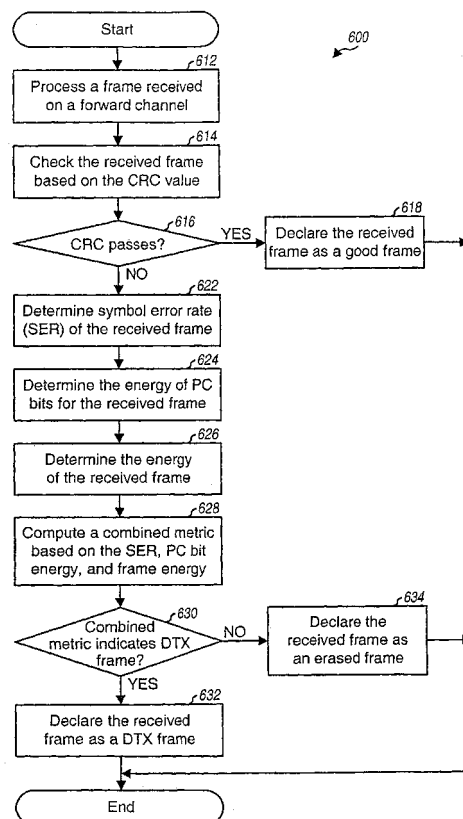 Start
600
612
Process a frame received
on a forward channel
614
Check the received frame
based on the CRC value
616
CRC passes?
YES
618
Declare the received
frame as a good frame
NO
622
Determine symbol error rate
(SER) of the received frame
624
Determine the energy of PC
bits for the received frame
626
Determine the energy
of the received frame
628
Compute a combined metric
based on the SER, PC bit
energy, and frame energy
630
Combined
metric indicates DTX
frame?
NO
634
Declare the
received frame as
an erased frame
YES
632
Declare the received
frame as a DTX frame
End